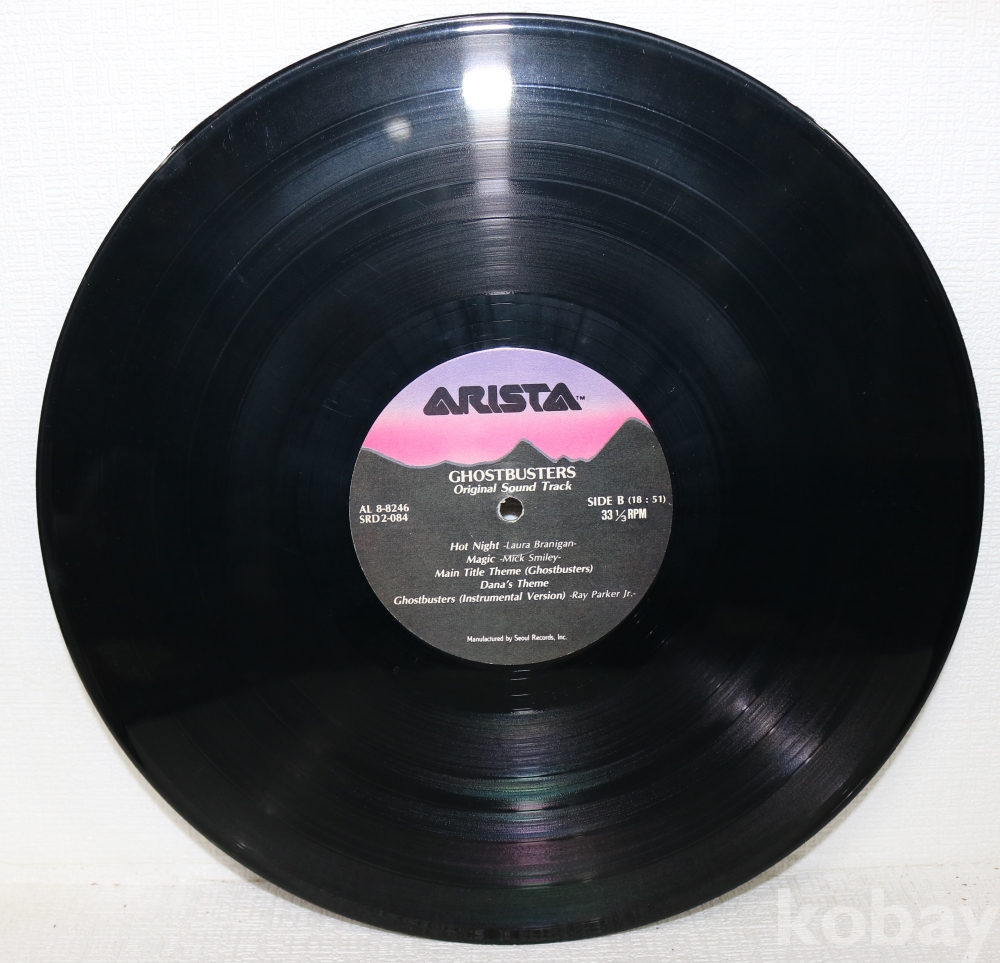 ARISTA™
GHOSTBUSTERS
Original Sound Track
AL 8-8246
SRD 2-084
SIDE B (18 : 51)
33 1/3 RPM
Hot Night -Laura Branigan-
Magic -Mick Smiley-
Main Title Theme (Ghostbusters)
Dana's Theme
Ghostbusters (Instrumental Version) -Ray Parker Jr.-
Manufactured by Seoul Records, Inc.
kobay